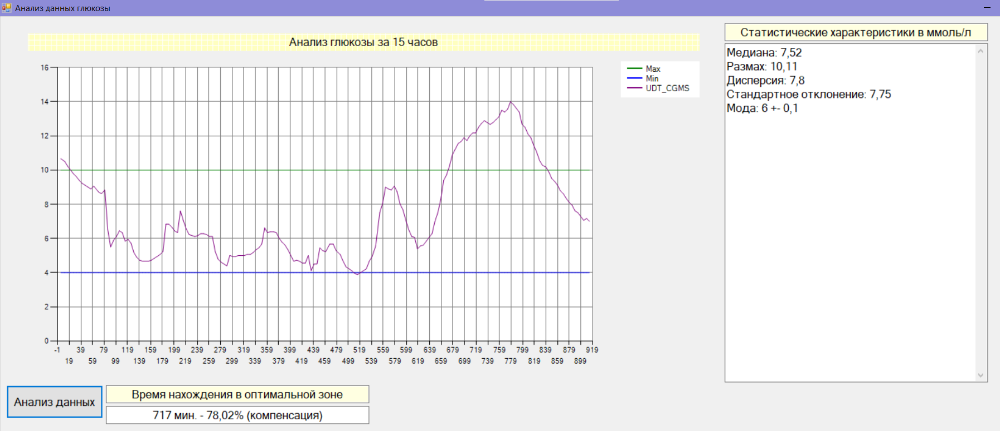 Анализ данных глюкозы
Анализ глюкозы за 15 часов
Max
Min
UDT_CGMS
16
14
12
10
8
6
4
2
0
-1 39 79 119 159 199 239 279 319 359 399 439 479 519 559 599 639 679 719 759 799 839 879 919
19 59 99 139 179 219 259 299 339 379 419 459 499 539 579 619 659 699 739 779 819 859 899
Статистические характеристики в ммоль/л
Медиана: 7,52
Размах: 10,11
Дисперсия: 7,8
Стандартное отклонение: 7,75
Мода: 6 +- 0,1
Анализ данных
Время нахождения в оптимальной зоне
717 мин. - 78,02% (компенсация)